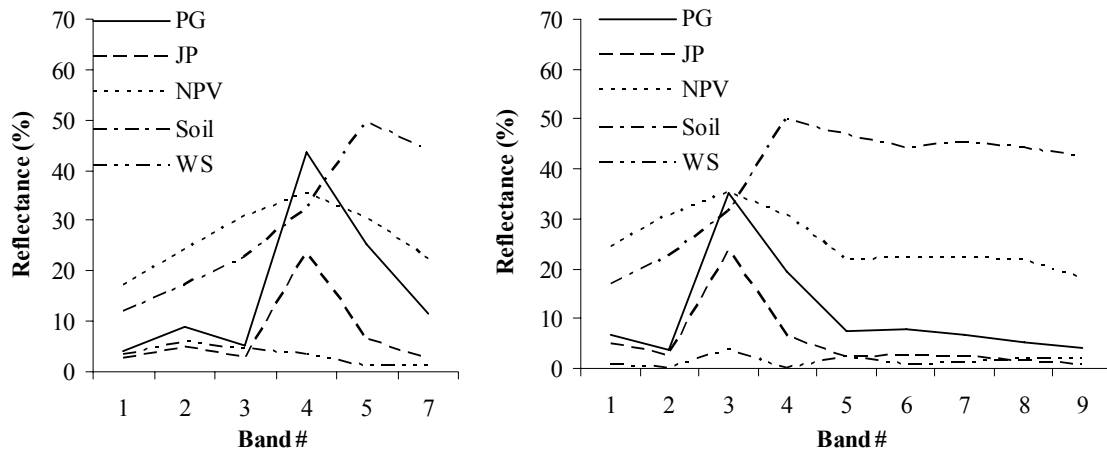 70
60
50
40
30
20
10
0
Reflectance (%)
PG
JP
NPV
Soil
WS
1 2 3 4 5 7
Band #
70
60
50
40
30
20
10
0
Reflectance (%)
PG
JP
NPV
Soil
WS
1 2 3 4 5 6 7 8 9
Band #